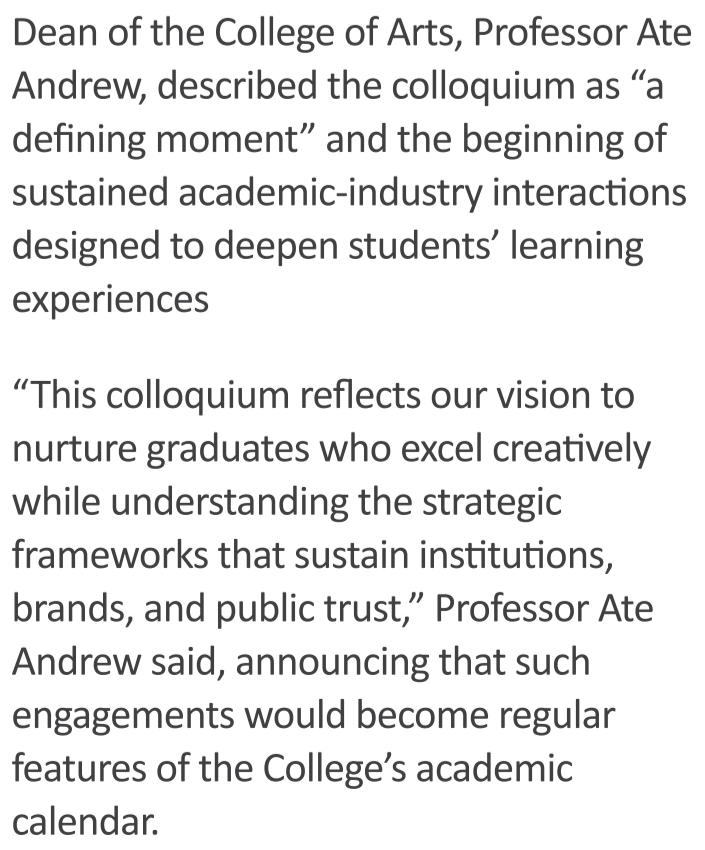 Dean of the College of Arts, Professor Ate
Andrew, described the colloquium as “a
defining moment” and the beginning of
sustained academic-industry interactions
designed to deepen students’ learning
experiences
“This colloquium reflects our vision to
nurture graduates who excel creatively
while understanding the strategic
frameworks that sustain institutions,
brands, and public trust,” Professor Ate
Andrew said, announcing that such
engagements would become regular
features of the College’s academic
calendar.